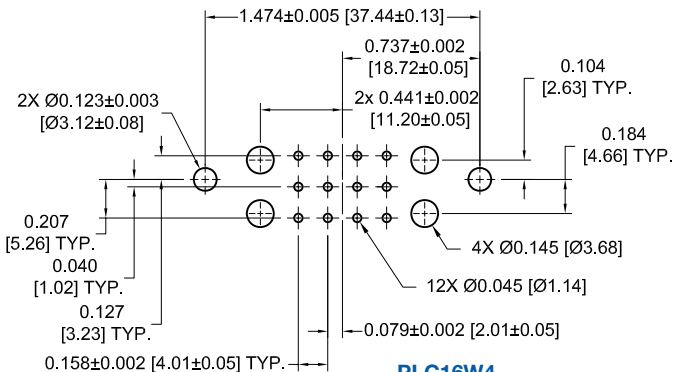 1.474±0.005 [37.44±0.13]
0.737±0.002
[18.72±0.05]
0.104
[2.63] TYP.
2X Ø0.123±0.003
[Ø3.12±0.08]
2x 0.441±0.002
[11.20±0.05]
0.184
[4.66] TYP.
0.207
[5.26] TYP.
0.040
[1.02] TYP.
0.127
[3.23] TYP.
4X Ø0.145 [Ø3.68]
12X Ø0.045 [Ø1.14]
0.079±0.002 [2.01±0.05]
0.158±0.002 [4.01±0.05] TYP.
PLC16W4